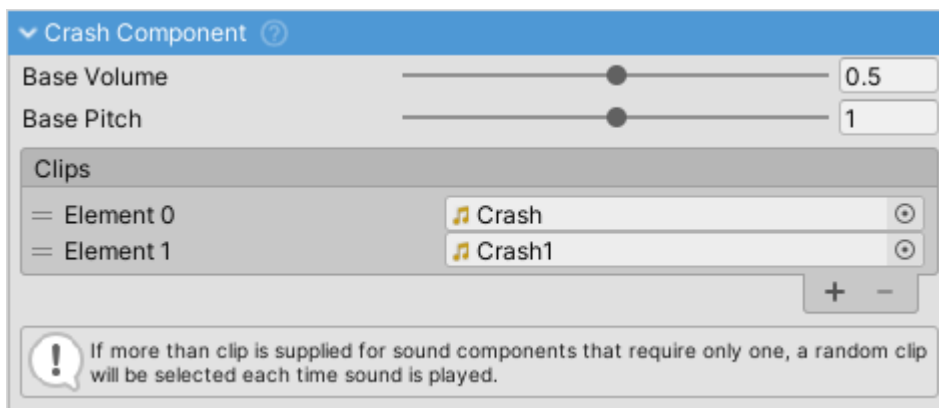 Crash Component
Base Volume 0.5
Base Pitch 1
Clips
Element 0 Crash
Element 1 Crash1
If more than clip is supplied for sound components that require only one, a random clip
will be selected each time sound is played.